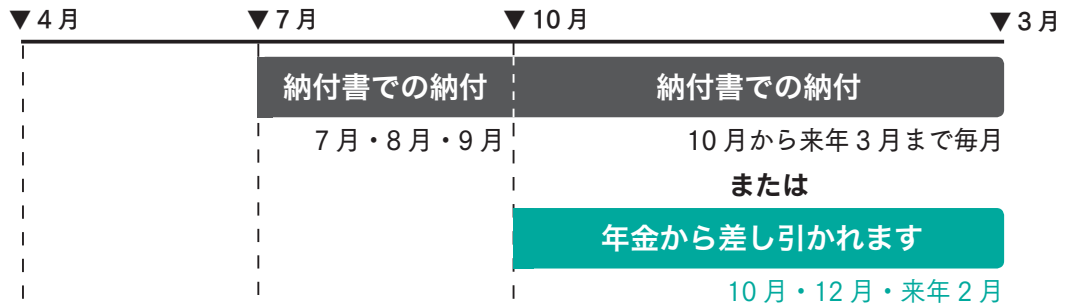 ▼4月 ▼7月 ▼10月 ▼3月
納付書での納付 納付書での納付
7月・8月・9月 10月から来年3月まで毎月
または
年金から差し引かれます
10月・12月・来年2月